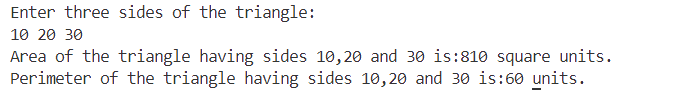 Enter three sides of the triangle:
10 20 30
Area of the triangle having sides 10,20 and 30 is:810 square units.
Perimeter of the triangle having sides 10,20 and 30 is:60 units.